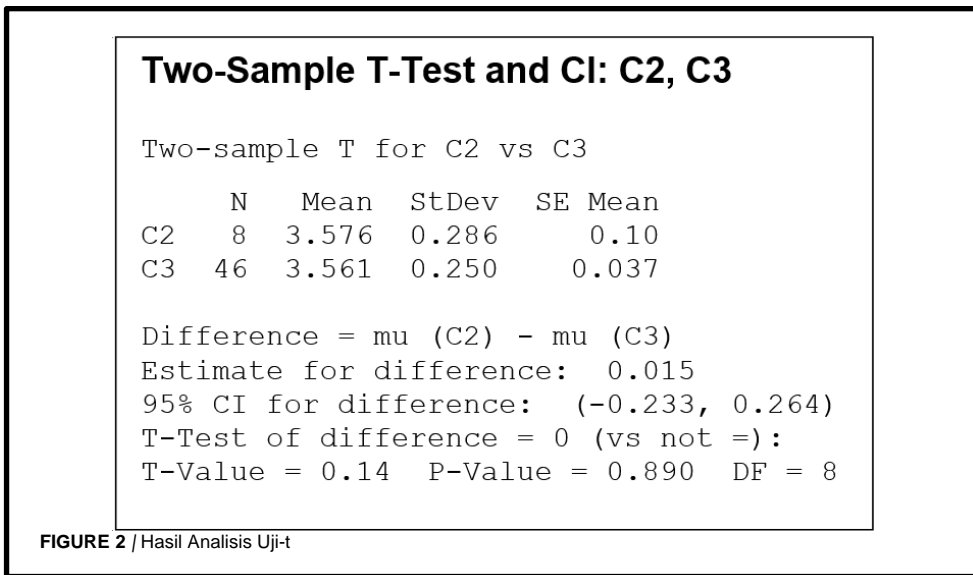 Two-Sample T-Test and CI: C2, C3
Two-sample T for C2 vs C3
N Mean StDev SE Mean
C2 8 3.576 0.286 0.10
C3 46 3.561 0.250 0.037
Difference = mu (C2) - mu (C3)
Estimate for difference: 0.015
95% CI for difference: (-0.233, 0.264)
T-Test of difference = 0 (vs not =):
T-Value = 0.14 P-Value = 0.890 DF = 8
FIGURE 2 | Hasil Analisis Uji-t